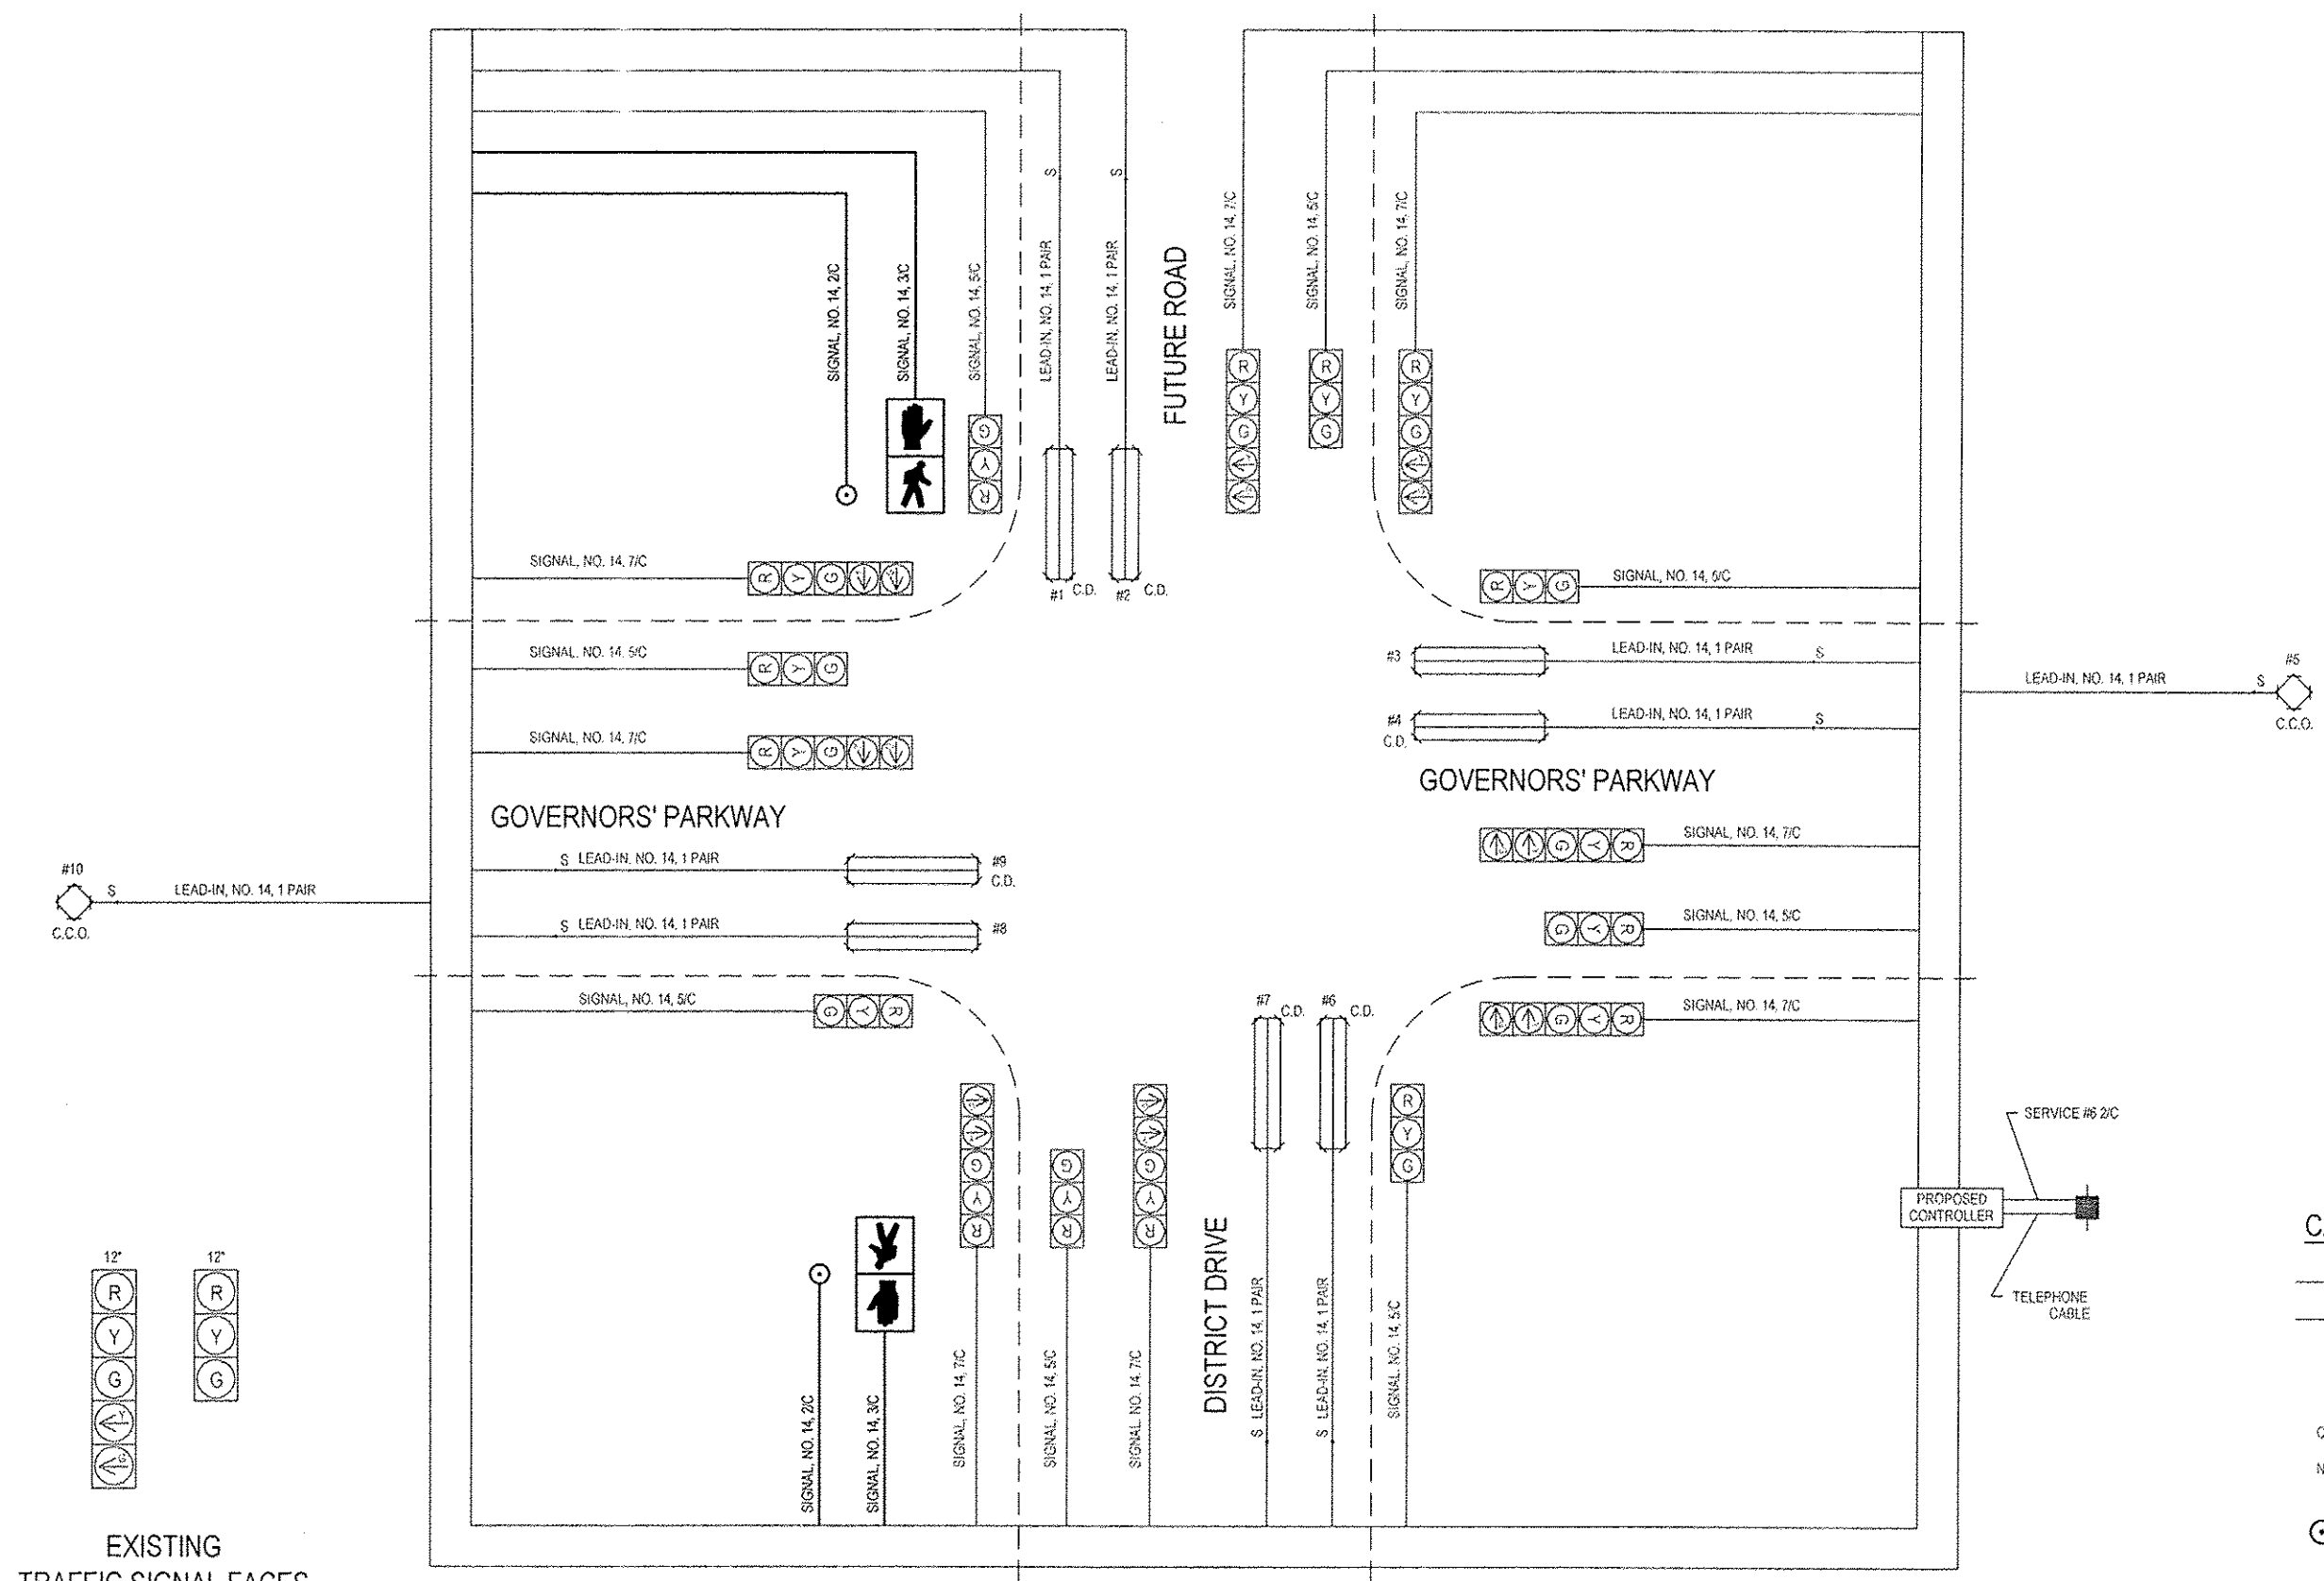 S
S
SIGNAL, NO. 14, 2/C
SIGNAL, NO. 14, 3/C
SIGNAL, NO. 14, 5/C
LEAD-IN, NO. 14, 1 PAIR
LEAD-IN, NO. 14, 1 PAIR
FUTURE ROAD
SIGNAL, NO. 14, 7/C
SIGNAL, NO. 14, 5/C
SIGNAL, NO. 14, 7/C
R
Y
G
R
Y
G
R
Y
G
G
Y
R
SIGNAL, NO. 14, 7/C
R Y G
#1 C.D.
#2 C.D.
R Y G
SIGNAL, NO. 14, 5/C
SIGNAL, NO. 14, 5/C
R Y G
#3
LEAD-IN, NO. 14, 1 PAIR
S
LEAD-IN, NO. 14, 1 PAIR
S
#5
C.C.O.
#4
C.D.
LEAD-IN, NO. 14, 1 PAIR
S
SIGNAL, NO. 14, 7/C
R Y G
GOVERNORS' PARKWAY
GOVERNORS' PARKWAY
G Y R
SIGNAL, NO. 14, 7/C
#10
S
LEAD-IN, NO. 14, 1 PAIR
C.C.O.
S LEAD-IN, NO. 14, 1 PAIR
#9
C.D.
S LEAD-IN, NO. 14, 1 PAIR
#8
G Y R
SIGNAL, NO. 14, 5/C
SIGNAL, NO. 14, 5/C
G Y R
#7 C.D.
#6 C.D.
G Y R
SIGNAL, NO. 14, 7/C
G
Y
R
G
Y
R
G
Y
R
R
Y
G
SERVICE #6 2/C
PROPOSED
CONTROLLER
TELEPHONE
CABLE
DISTRICT DRIVE
SIGNAL, NO. 14, 2/C
SIGNAL, NO. 14, 3/C
SIGNAL, NO. 14, 7/C
SIGNAL, NO. 14, 5/C
SIGNAL, NO. 14, 7/C
S LEAD-IN, NO. 14, 1 PAIR
S LEAD-IN, NO. 14, 1 PAIR
SIGNAL, NO. 14, 5/C
12"
R
Y
G
Y
G
12"
R
Y
G
EXISTING
TRAFFIC SIGNAL FACES